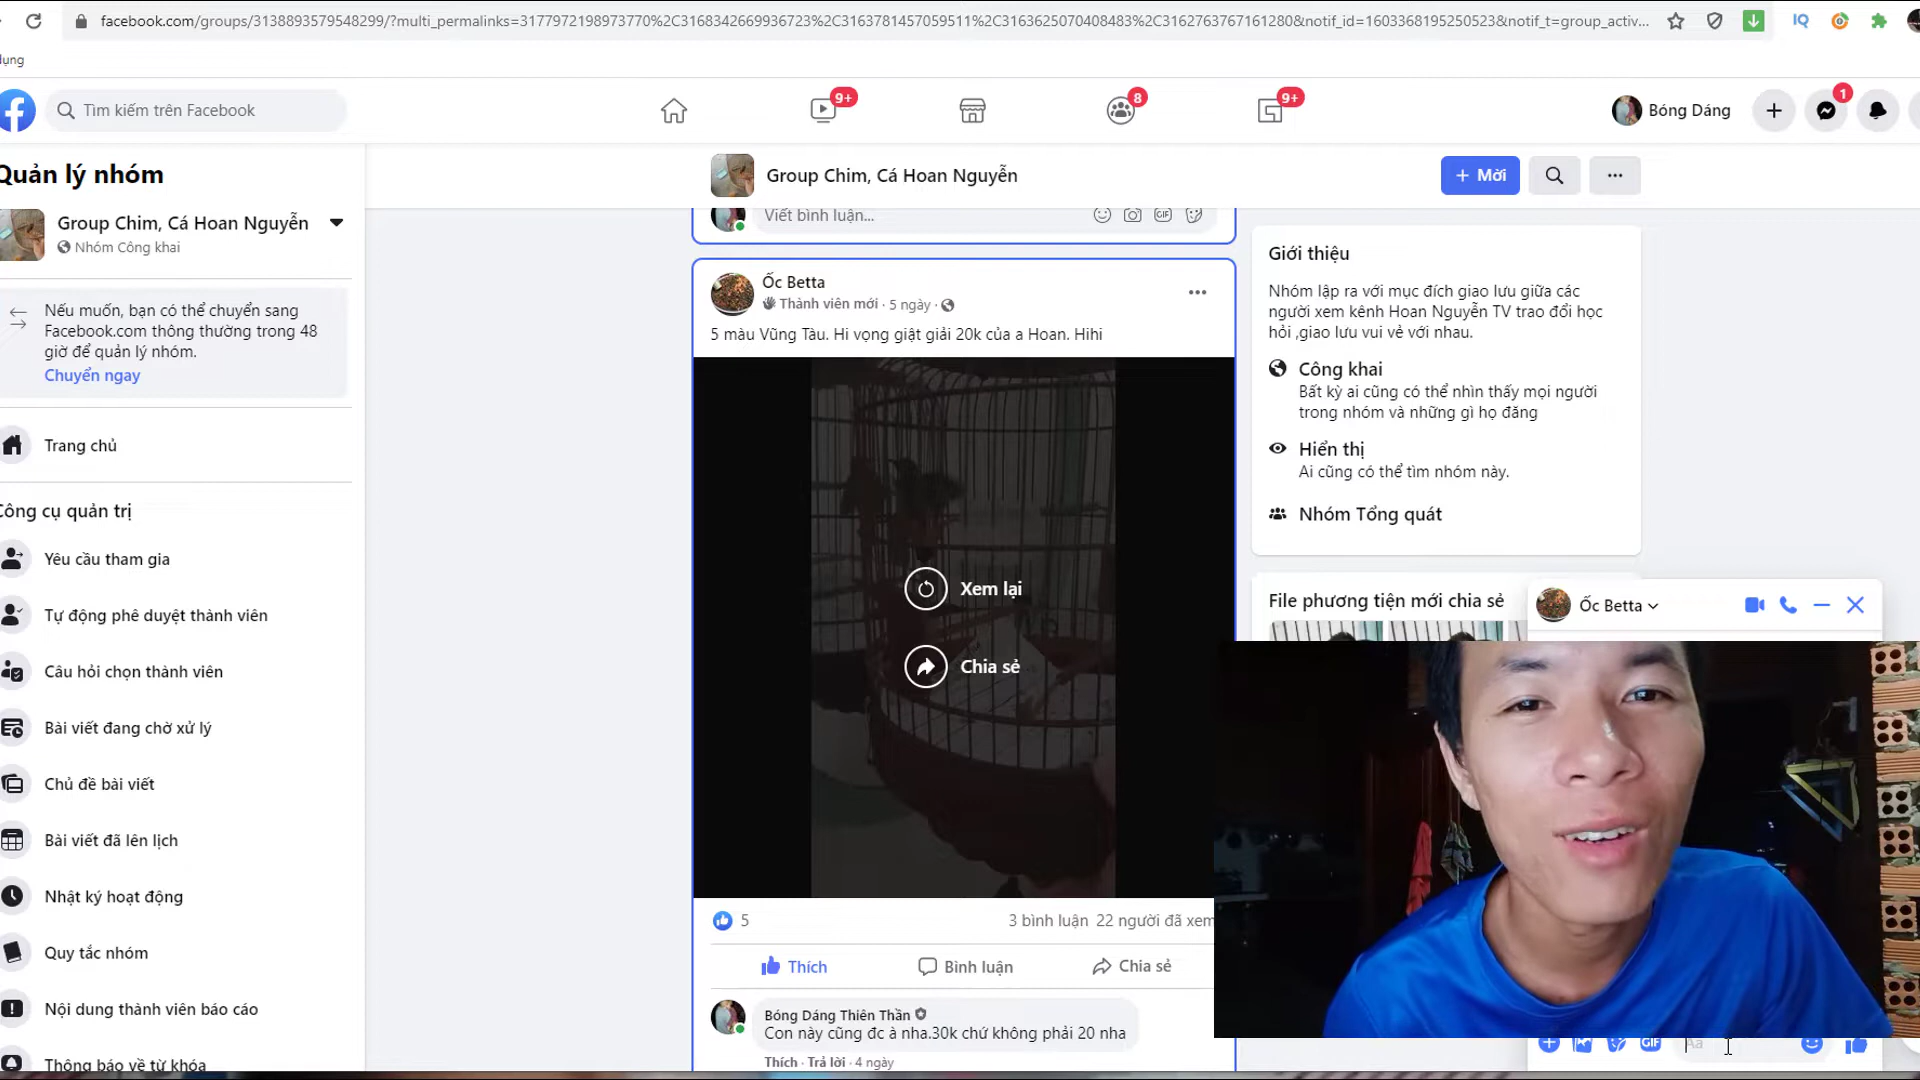 facebook.com/groups/3138893579548299/?multi_permalinks=3177972198973770%2C3168342669936723%2C3163781457059511%2C3163625070408483%2C3162763767161280&notif_id=1603368195250523&notif_t=group_activ...
IQ
dụng
Tìm kiếm trên Facebook
9+
8
9+
Bóng Dáng
1
Quản lý nhóm
Group Chim, Cá Hoan Nguyễn
Nhóm Công khai
Nếu muốn, bạn có thể chuyển sang
Facebook.com thông thường trong 48
giờ để quản lý nhóm.
Chuyển ngay
Trang chủ
Công cụ quản trị
Yêu cầu tham gia
Tự động phê duyệt thành viên
Câu hỏi chọn thành viên
Bài viết đang chờ xử lý
Chủ đề bài viết
Bài viết đã lên lịch
Nhật ký hoạt động
Quy tắc nhóm
Nội dung thành viên báo cáo
Thông báo về từ khóa
Group Chim, Cá Hoan Nguyễn
+ Mời
Viết bình luận...
GIF
Ốc Betta
Thành viên mới · 5 ngày ·
5 màu Vũng Tàu. Hi vọng giật giải 20k của a Hoan. Hihi
Xem lại
Chia sẻ
5
3 bình luận 22 người đã xem
Thích
Bình luận
Chia sẻ
Bóng Dáng Thiên Thần
Con này cũng đc à nha.30k chứ không phải 20 nha
Thích · Trả lời · 4 ngày
Giới thiệu
Nhóm lập ra với mục đích giao lưu giữa các
người xem kênh Hoan Nguyễn TV trao đổi học
hỏi ,giao lưu vui vẻ với nhau.
Công khai
Bất kỳ ai cũng có thể nhìn thấy mọi người
trong nhóm và những gì họ đăng
Hiển thị
Ai cũng có thể tìm nhóm này.
Nhóm Tổng quát
File phương tiện mới chia sẻ
Ốc Betta
GIF
Aa